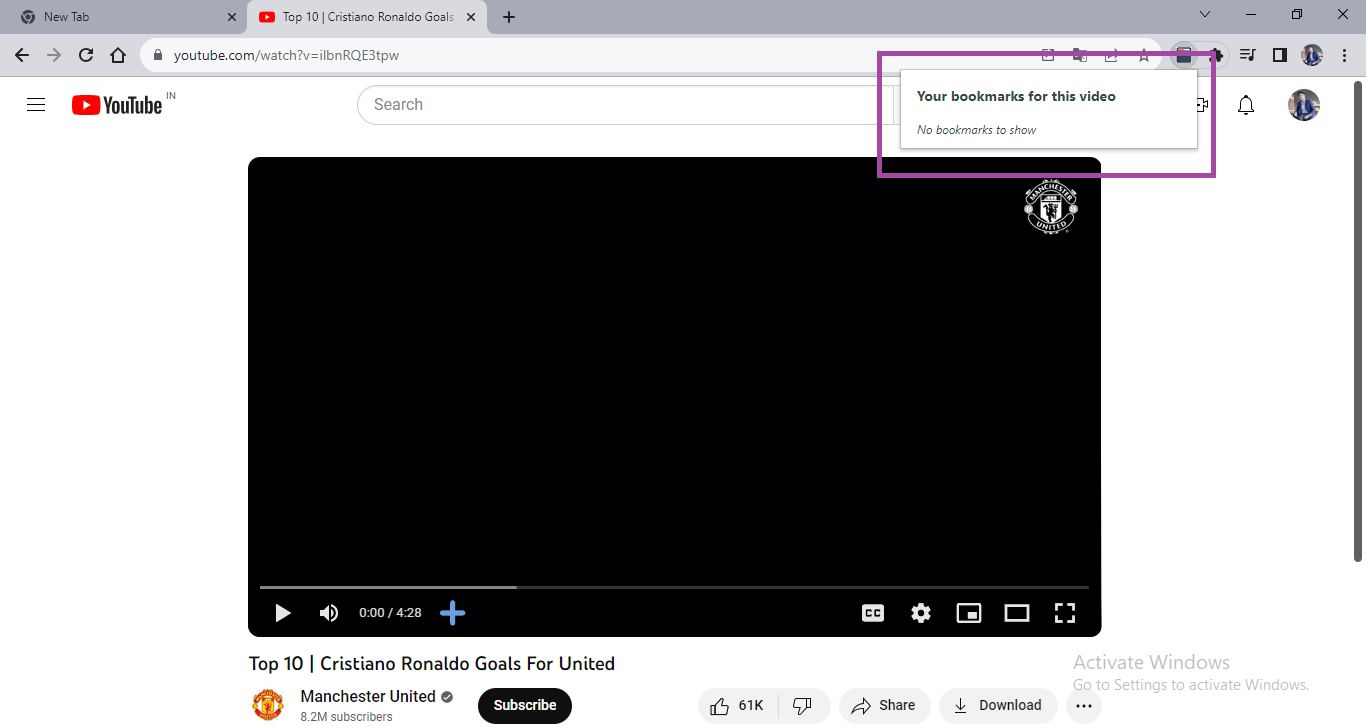 New Tab
Top 10 | Cristiano Ronaldo Goals
youtube.com/watch?v=ilbnRQE3tpw
YouTube IN
Search
Your bookmarks for this video
No bookmarks to show
MANCHESTER
UNITED
0:00 / 4:28
CC
Top 10 | Cristiano Ronaldo Goals For United
Manchester United
8.2M subscribers
Subscribe
61K
Share
Download
Activate Windows
Go to Settings to activate Windows.